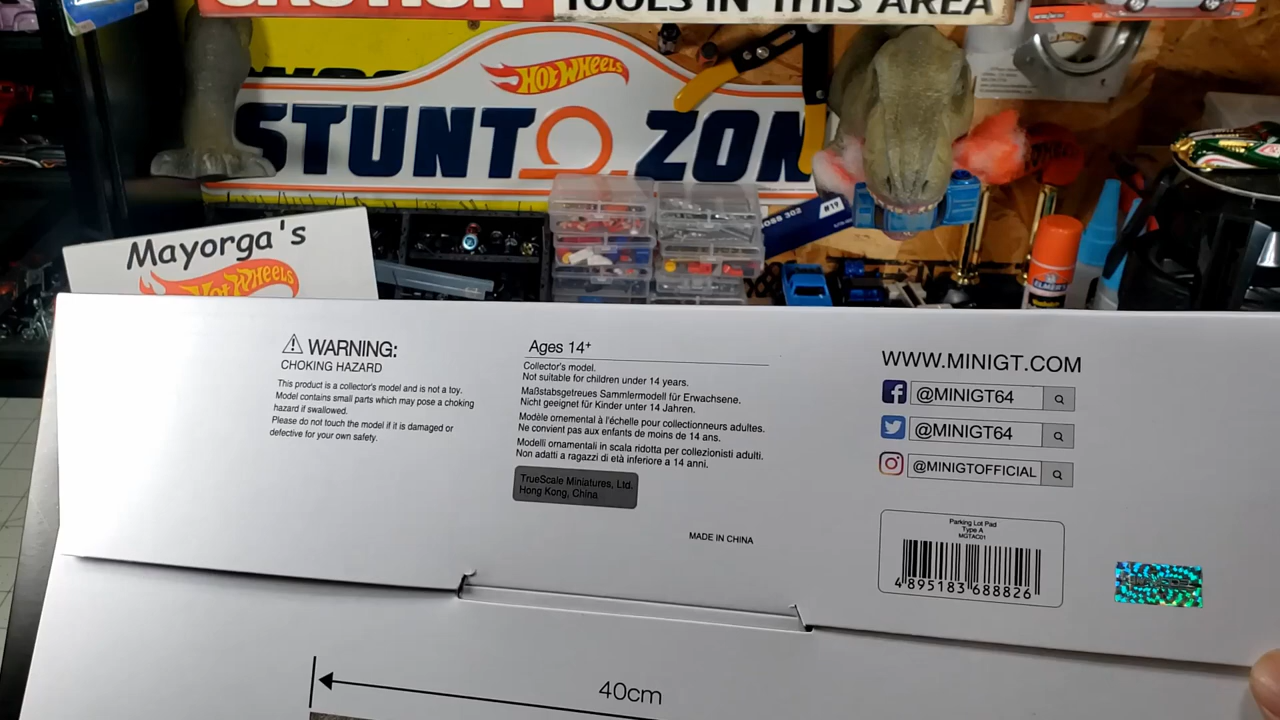 CAUTION
TOOLS IN THIS AREA
HOT WHEELS
STUNT ZON
Mayorga's
HOT WHEELS
BOSS 302
#19
ELMER'S
WARNING:
CHOKING HAZARD
This product is a collector's model and is not a toy.
Model contains small parts which may pose a choking
hazard if swallowed.
Please do not touch the model if it is damaged or
defective for your own safety.
Ages 14+
Collector's model.
Not suitable for children under 14 years.
Maßstabsgetreues Sammlermodell für Erwachsene.
Nicht geeignet für Kinder unter 14 Jahren.
Modèle ornemental à l'échelle pour collectionneurs adultes.
Ne convient pas aux enfants de moins de 14 ans.
Modelli ornamentali in scala ridotta per collezionisti adulti.
Non adatti a ragazzi di età inferiore a 14 anni.
TrueScale Miniatures, Ltd.
Hong Kong, China
MADE IN CHINA
WWW.MINIGT.COM
@MINIGT64
@MINIGT64
@MINIGTOFFICIAL
Parking Lot Pad
Type A
MGTAC01
4 895183 688826
40cm